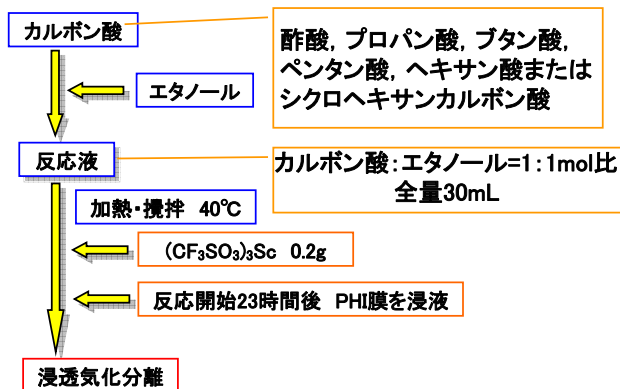 カルボン酸
酢酸，プロパン酸，ブタン酸，
ペンタン酸，ヘキサン酸または
シクロヘキサンカルボン酸
エタノール
反応液
カルボン酸：エタノール=1：1mol比
全量30mL
加熱・攪拌 40℃
(CF₃SO₃)₃Sc 0.2g
反応開始23時間後 PHI膜を浸液
浸透気化分離